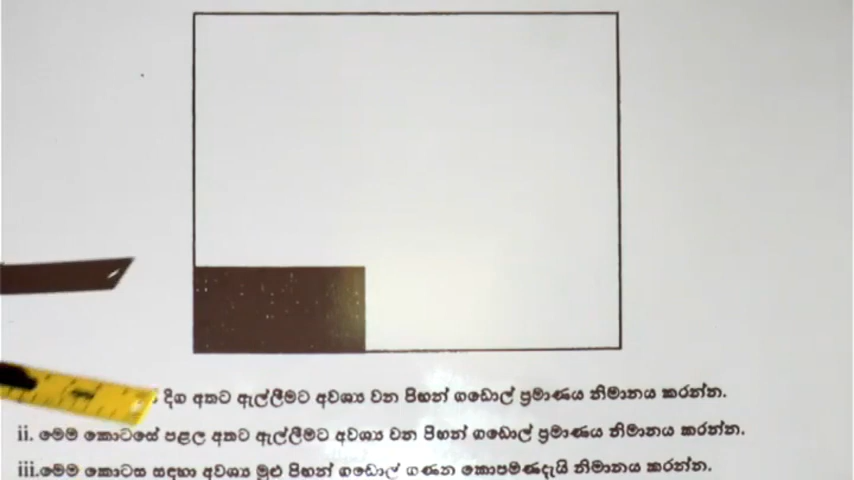 දිග අතට ඇල්ලීමට අවශ්‍ය වන පිඟන් ගඩොල් ප්‍රමාණය නිමානය කරන්න.
ii. මෙම කොටසේ පළල අතට ඇල්ලීමට අවශ්‍ය වන පිඟන් ගඩොල් ප්‍රමාණය නිමානය කරන්න.
iii.මෙම කොටස සඳහා අවශ්‍ය මුළු පිඟන් ගඩොල් ගණන කොපමණදැයි නිමානය කරන්න.